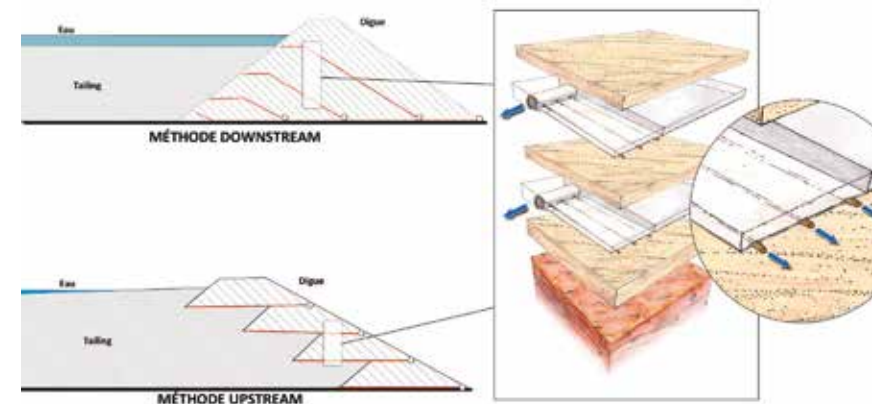 Eau
Digue
Tailing
MÉTHODE DOWNSTREAM
Eau
Digue
Tailing
MÉTHODE UPSTREAM